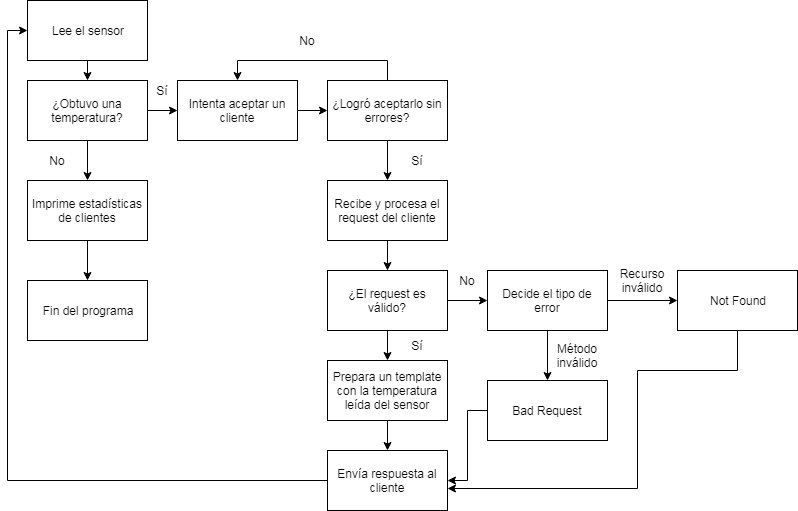 Lee el sensor
No
Sí
¿Obtuvo una
temperatura?
Intenta aceptar un
cliente
¿Logró aceptarlo sin
errores?
No
Sí
Imprime estadísticas
de clientes
Recibe y procesa el
request del cliente
Fin del programa
¿El request es
válido?
No
Decide el tipo de
error
Recurso
inválido
Not Found
Sí
Método
inválido
Prepara un template
con la temperatura
leída del sensor
Bad Request
Envía respuesta al
cliente